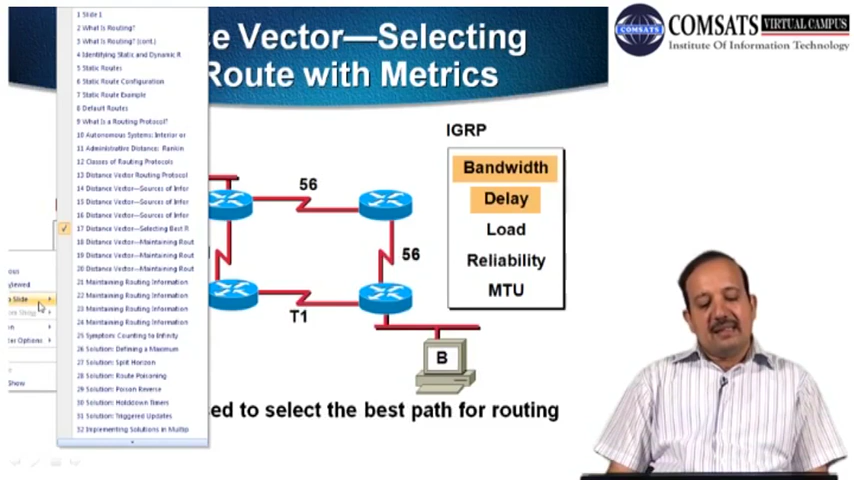 e Vector—Selecting
Route with Metrics
COMSATS VIRTUAL CAMPUS
Institute Of Information Technology
COMSATS
1 Slide 1
2 What Is Routing?
3 What Is Routing? (cont.)
4 Identifying Static and Dynamic R
5 Static Routes
6 Static Route Configuration
7 Static Route Example
8 Default Routes
9 What Is a Routing Protocol?
10 Autonomous Systems: Interior or
11 Administrative Distance: Rankin
12 Classes of Routing Protocols
13 Distance Vector Routing Protocol
14 Distance Vector—Sources of Infor
15 Distance Vector—Sources of Infor
16 Distance Vector—Sources of Infor
17 Distance Vector—Selecting Best R
18 Distance Vector—Maintaining Rout
19 Distance Vector—Maintaining Rout
20 Distance Vector—Maintaining Rout
21 Maintaining Routing Information
22 Maintaining Routing Information
23 Maintaining Routing Information
24 Maintaining Routing Information
25 Symptom: Counting to Infinity
26 Solution: Defining a Maximum
27 Solution: Split Horizon
28 Solution: Route Poisoning
29 Solution: Poison Reverse
30 Solution: Holddown Timers
31 Solution: Triggered Updates
32 Implementing Solutions in Multip
ious
Viewed
o Slide
on
ter Options
Show
56
56
T1
B
IGRP
Bandwidth
Delay
Load
Reliability
MTU
sed to select the best path for routing